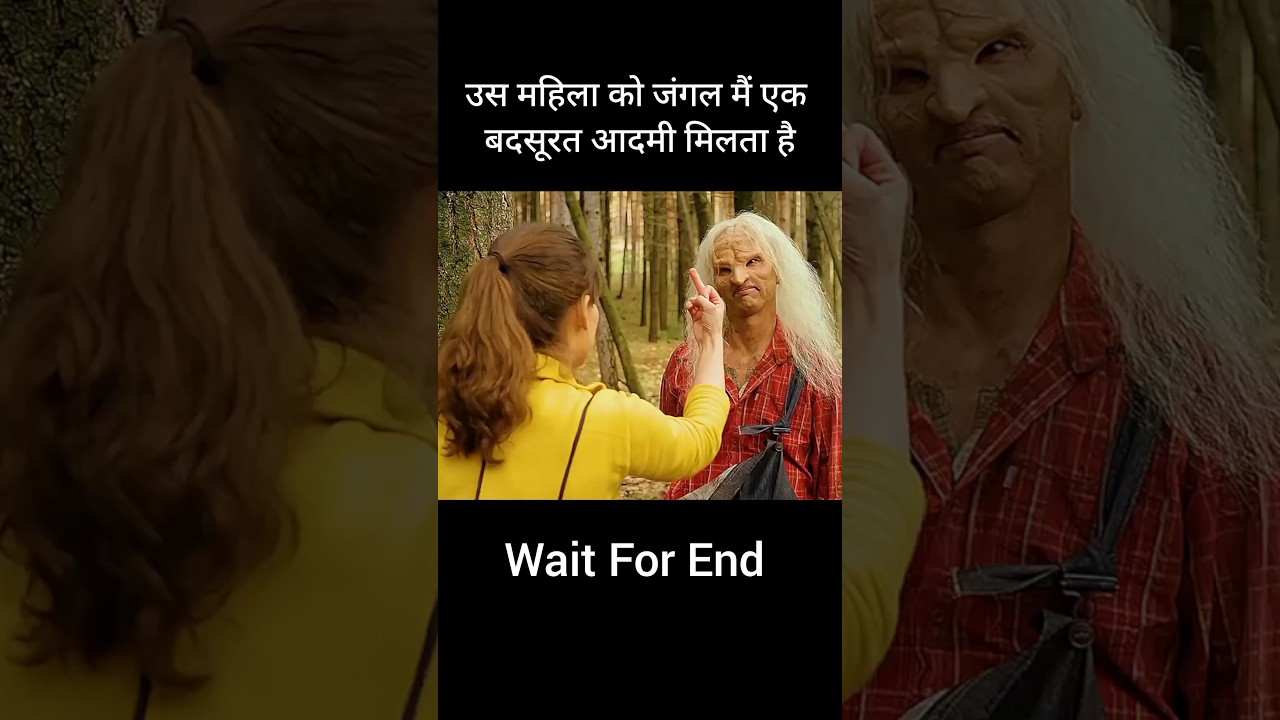 उस महिला को जंगल मैं एक
बदसूरत आदमी मिलता है
Wait For End